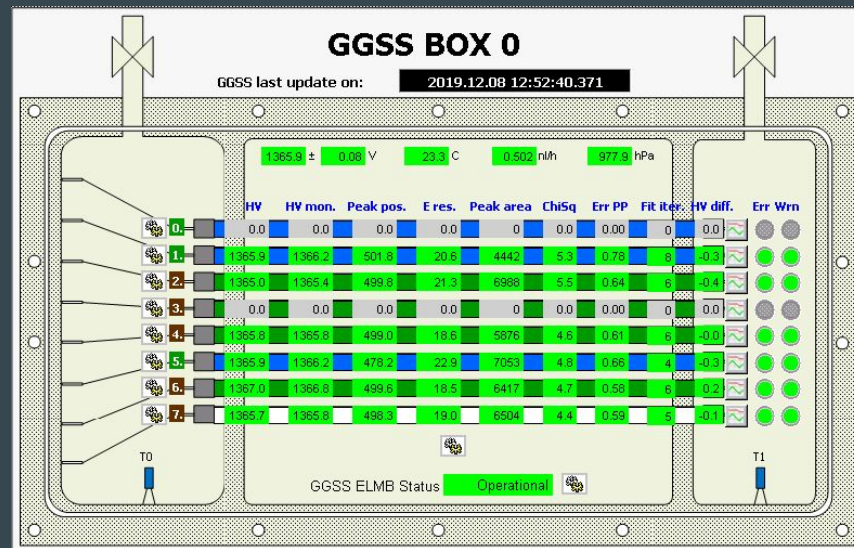 GGSS BOX 0
GGSS last update on: 2019.12.08 12:52:40.371
1365.9 ± 0.08 V 23.3 C 0.502 nl/h 977.9 hPa
HV HV mon. Peak pos. E res. Peak area ChiSq Err PP Fit iter. HV diff. Err Wrn
0. 0.0 0.0 0.0 0.0 0 0.0 0.00 0 0.0
1. 1365.9 1366.2 501.8 20.6 4442 5.3 0.78 8 -0.3
2. 1365.0 1365.4 499.8 21.3 6988 5.5 0.64 6 -0.4
3. 0.0 0.0 0.0 0.0 0 0.0 0.00 0 0.0
4. 1365.8 1365.8 499.0 18.6 5876 4.6 0.61 6 -0.0
5. 1365.9 1366.2 478.2 22.9 7053 4.8 0.66 4 -0.3
6. 1367.0 1366.8 499.6 18.5 6417 4.7 0.58 6 0.2
7. 1365.7 1365.8 498.3 19.0 6504 4.4 0.59 5 -0.1
T0 T1
GGSS ELMB Status Operational